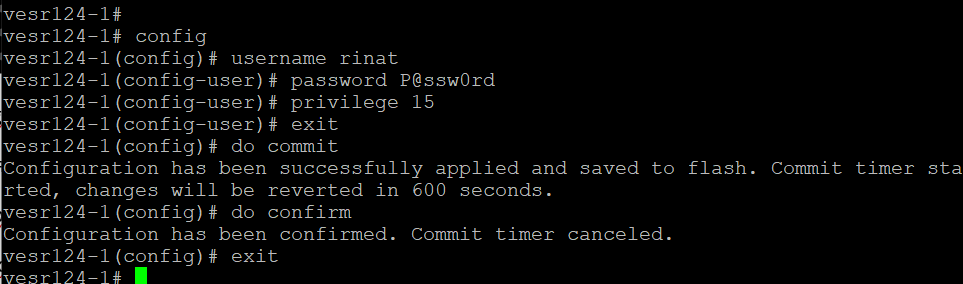 vesr124-1#
vesr124-1# config
vesr124-1(config)# username rinat
vesr124-1(config-user)# password P@ssw0rd
vesr124-1(config-user)# privilege 15
vesr124-1(config-user)# exit
vesr124-1(config)# do commit
Configuration has been successfully applied and saved to flash. Commit timer sta
rted, changes will be reverted in 600 seconds.
vesr124-1(config)# do confirm
Configuration has been confirmed. Commit timer canceled.
vesr124-1(config)# exit
vesr124-1#